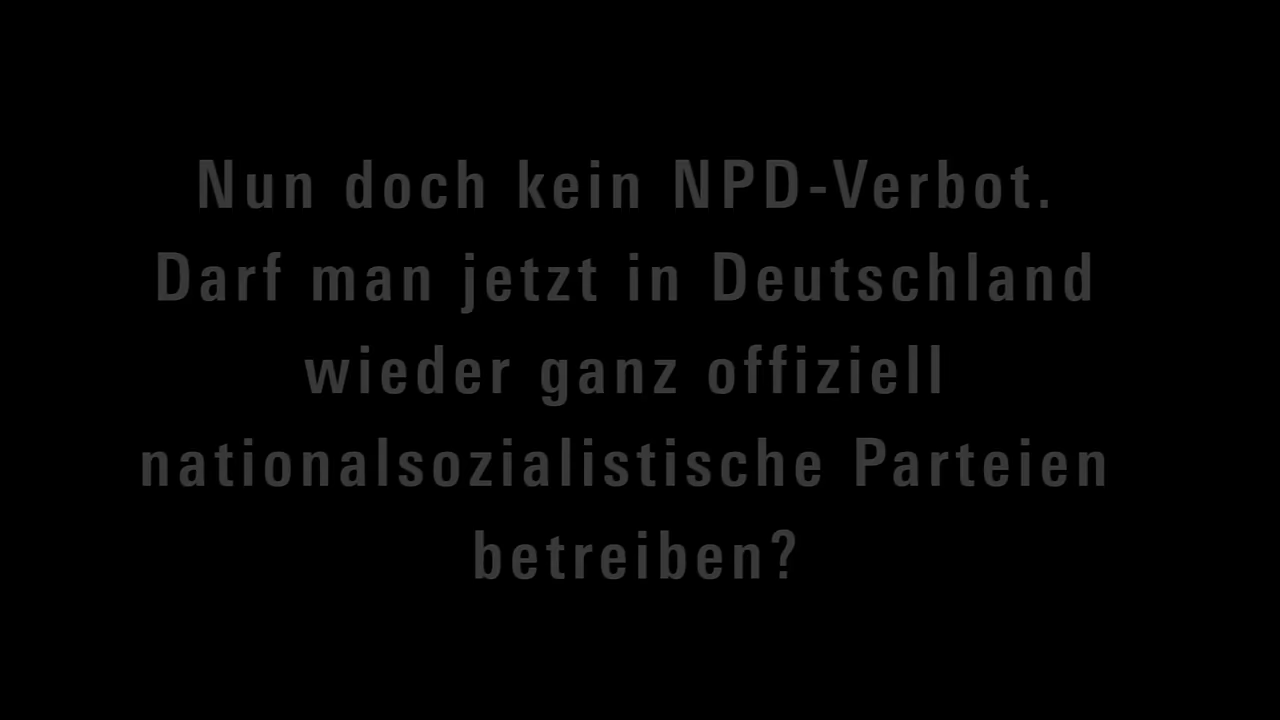 Nun doch kein NPD-Verbot.
Darf man jetzt in Deutschland
wieder ganz offiziell
nationalsozialistische Parteien
betreiben?